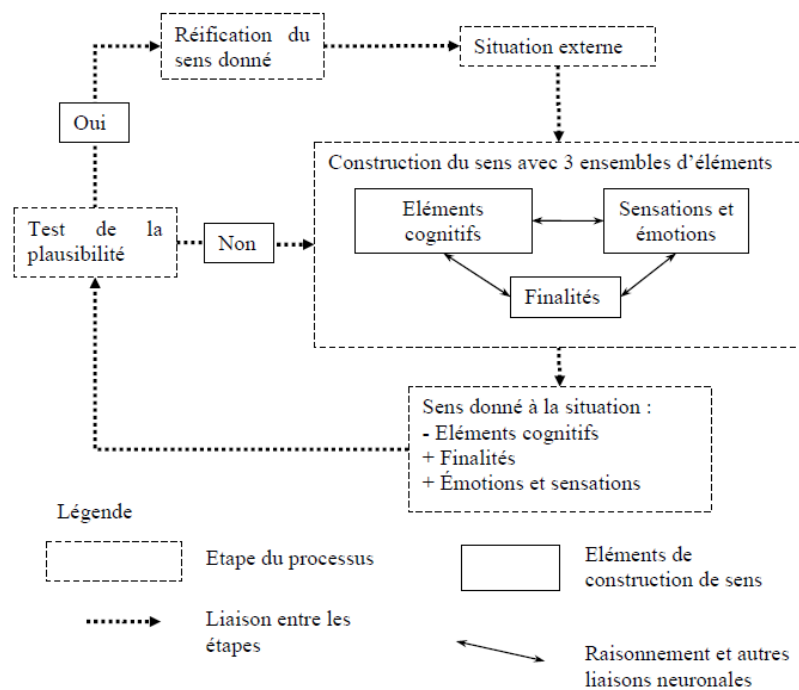 Réification du
sens donné
Situation externe
Oui
Construction du sens avec 3 ensembles d’éléments
Eléments
cognitifs
Sensations et
émotions
Test de la
plausibilité
Non
Finalités
Sens donné à la situation :
- Eléments cognitifs
+ Finalités
+ Émotions et sensations
Légende
Etape du processus
Eléments de
construction de sens
Liaison entre les
étapes
Raisonnement et autres
liaisons neuronales